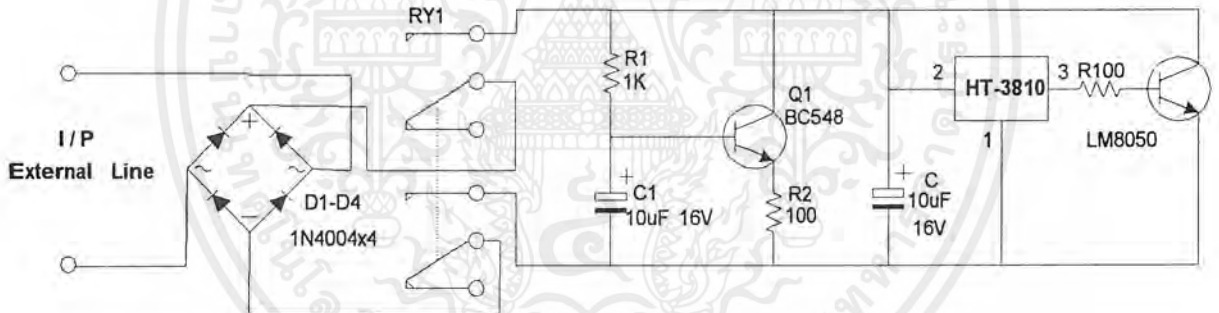 RY1
I / P
External Line
+
~
~
−
D1-D4
1N4004x4
R1
1K
+
C1
10uF 16V
Q1
BC548
R2
100
+
C
10uF
16V
2
HT-3810
3
1
R100
LM8050